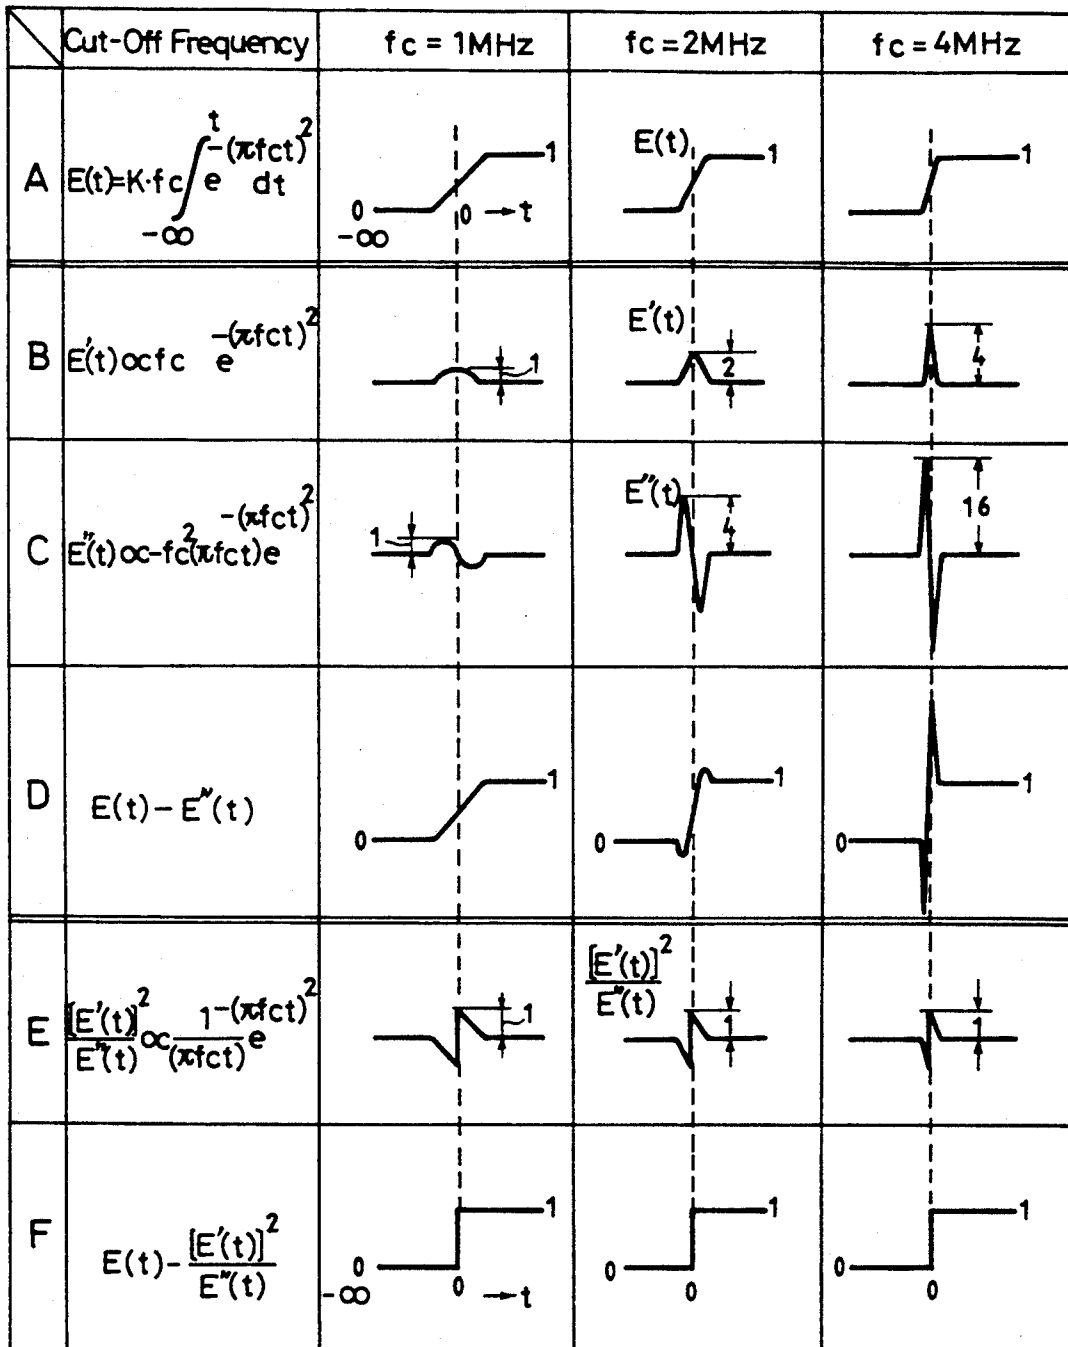 Cut-Off Frequency fc = 1MHz fc = 2MHz fc = 4MHz
A E(t)=K·fc∫_{-∞}^{t} e^{-(πfct)^2} dt
0 -∞ 0 →t 1
E(t) 1
1
B E'(t)∝fc e^{-(πfct)^2}
1
E'(t) 2
4
C E"(t)∝-fc^2(πfct)e^{-(πfct)^2}
1
E"(t) 4
16
D E(t)-E"(t)
0 1
0 1
0 1
E [E'(t)]^2/E"(t) ∝ 1/(πfct) e^{-(πfct)^2}
1
[E'(t)]^2/E"(t) 1
1
F E(t)-[E'(t)]^2/E"(t)
0 -∞ 0 →t 1
0 0 1
0 0 1